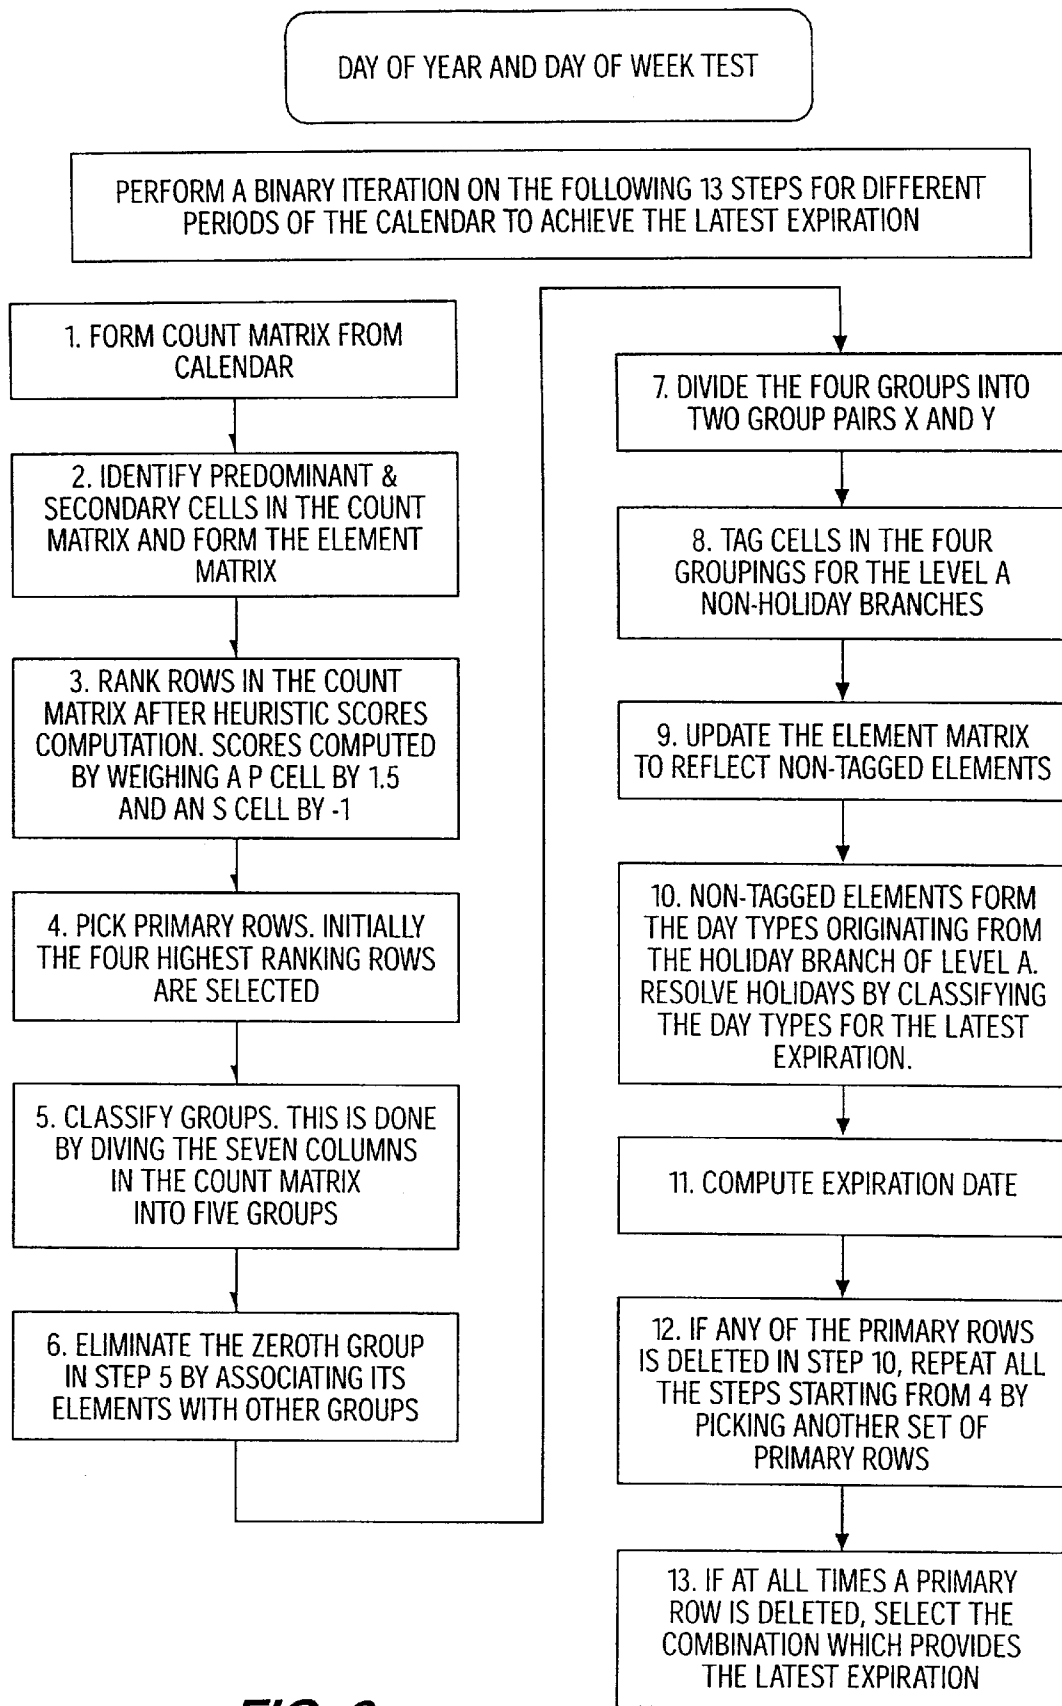 DAY OF YEAR AND DAY OF WEEK TEST
PERFORM A BINARY ITERATION ON THE FOLLOWING 13 STEPS FOR DIFFERENT
PERIODS OF THE CALENDAR TO ACHIEVE THE LATEST EXPIRATION
1. FORM COUNT MATRIX FROM
CALENDAR
2. IDENTIFY PREDOMINANT &
SECONDARY CELLS IN THE COUNT
MATRIX AND FORM THE ELEMENT
MATRIX
3. RANK ROWS IN THE COUNT
MATRIX AFTER HEURISTIC SCORES
COMPUTATION. SCORES COMPUTED
BY WEIGHING A P CELL BY 1.5
AND AN S CELL BY -1
4. PICK PRIMARY ROWS. INITIALLY
THE FOUR HIGHEST RANKING ROWS
ARE SELECTED
5. CLASSIFY GROUPS. THIS IS DONE
BY DIVING THE SEVEN COLUMNS
IN THE COUNT MATRIX
INTO FIVE GROUPS
6. ELIMINATE THE ZEROTH GROUP
IN STEP 5 BY ASSOCIATING ITS
ELEMENTS WITH OTHER GROUPS
7. DIVIDE THE FOUR GROUPS INTO
TWO GROUP PAIRS X AND Y
8. TAG CELLS IN THE FOUR
GROUPINGS FOR THE LEVEL A
NON-HOLIDAY BRANCHES
9. UPDATE THE ELEMENT MATRIX
TO REFLECT NON-TAGGED ELEMENTS
10. NON-TAGGED ELEMENTS FORM
THE DAY TYPES ORIGINATING FROM
THE HOLIDAY BRANCH OF LEVEL A.
RESOLVE HOLIDAYS BY CLASSIFYING
THE DAY TYPES FOR THE LATEST
EXPIRATION.
11. COMPUTE EXPIRATION DATE
12. IF ANY OF THE PRIMARY ROWS
IS DELETED IN STEP 10, REPEAT ALL
THE STEPS STARTING FROM 4 BY
PICKING ANOTHER SET OF
PRIMARY ROWS
13. IF AT ALL TIMES A PRIMARY
ROW IS DELETED, SELECT THE
COMBINATION WHICH PROVIDES
THE LATEST EXPIRATION